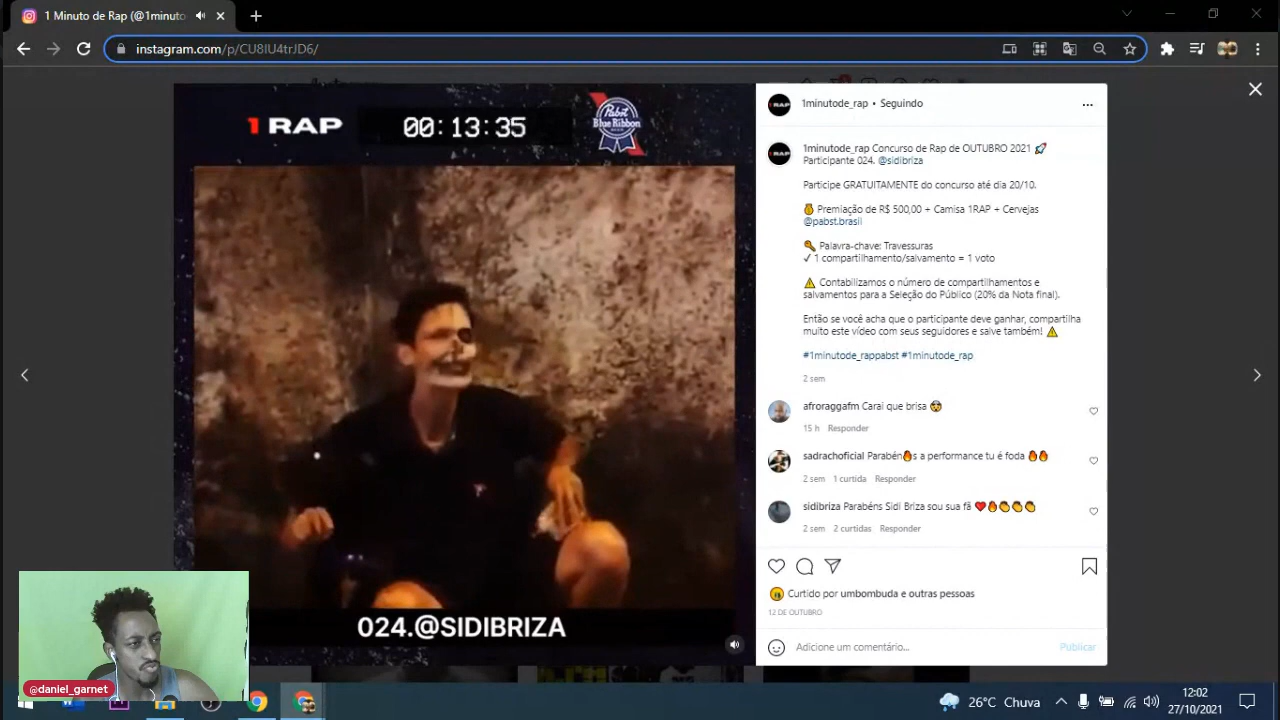 1 Minuto de Rap (@1minuto
instagram.com/p/CU8IU4trJD6/
1 RAP
00:13:35
Pabst
Blue Ribbon
024.@SIDIBRIZA
@daniel_garnet
1minutode_rap • Seguindo
1minutode_rap Concurso de Rap de OUTUBRO 2021 🚀
Participante 024. @sidibriza
Participe GRATUITAMENTE do concurso até dia 20/10.
💰 Premiação de R$ 500,00 + Camisa 1RAP + Cervejas
@pabst.brasil
🔑 Palavra-chave: Travessuras
✓ 1 compartilhamento/salvamento = 1 voto
⚠️ Contabilizamos o número de compartilhamentos e
salvamentos para a Seleção do Público (20% da Nota final).
Então se você acha que o participante deve ganhar, compartilha
muito este vídeo com seus seguidores e salve também! ⚠️
#1minutode_rappabst #1minutode_rap
2 sem
afroraggafm Carai que brisa 🤯
15 h Responder
sadrachoficial Parabén🔥s a performance tu é foda 🔥🔥
2 sem 1 curtida Responder
sidibriza Parabéns Sidi Briza sou sua fã ❤️🔥👏👏👏
2 sem 2 curtidas Responder
Curtido por umbombuda e outras pessoas
12 DE OUTUBRO
Adicione um comentário...
Publicar
26°C Chuva
12:02
27/10/2021